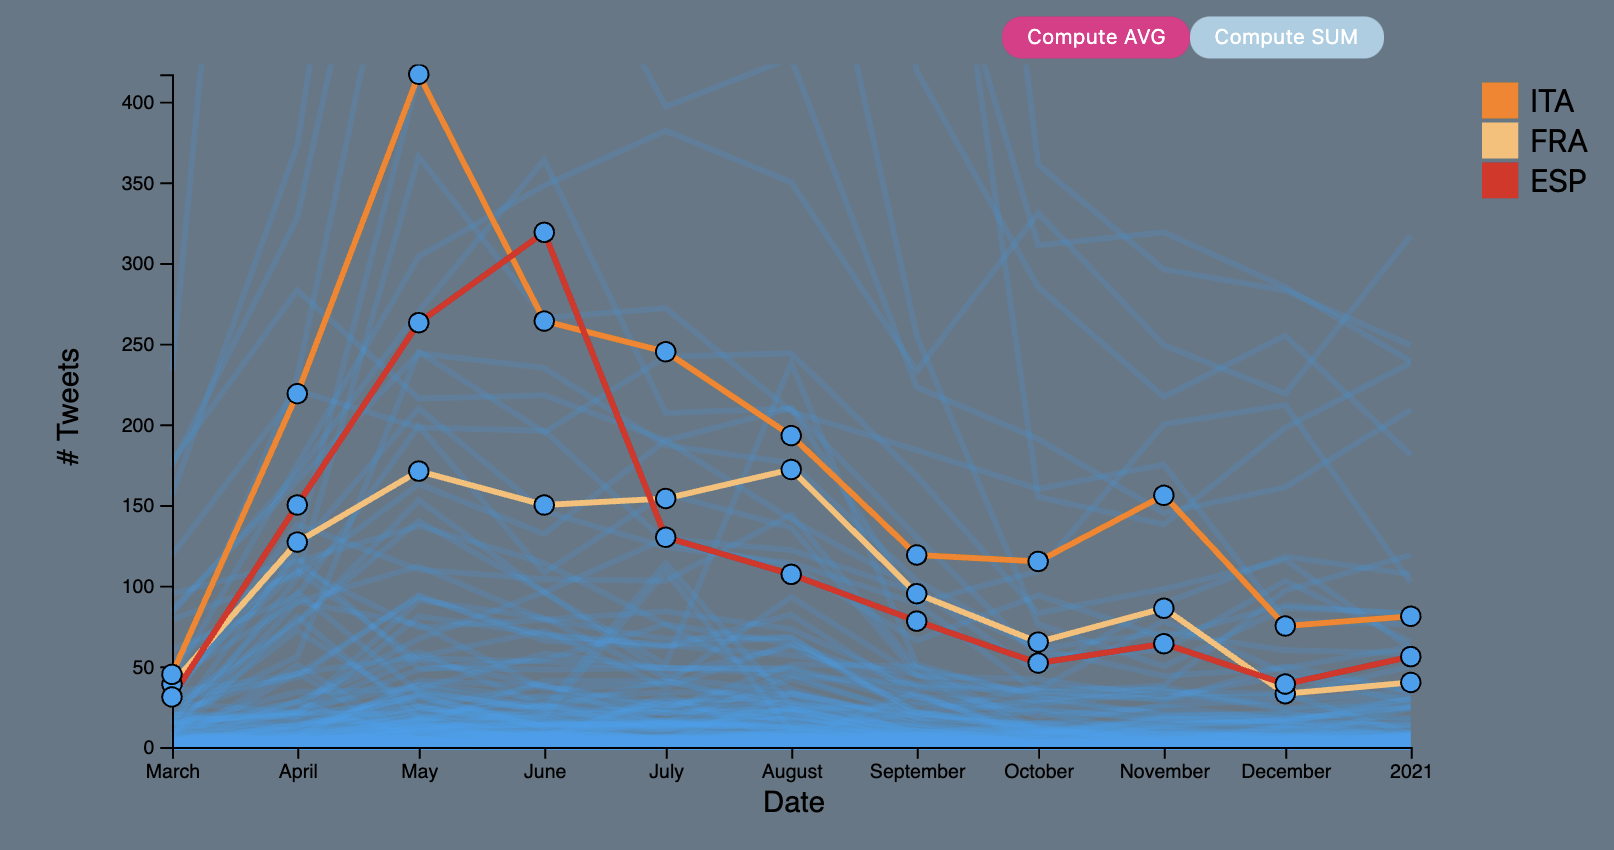 Compute AVG
Compute SUM
ITA
FRA
ESP
400
350
300
250
200
150
100
50
0
# Tweets
March April May June July August September October November December 2021
Date